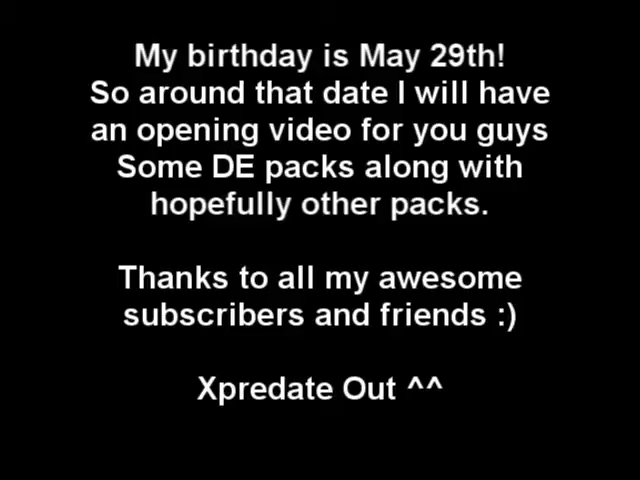 My birthday is May 29th!
So around that date I will have
an opening video for you guys
Some DE packs along with
hopefully other packs.
Thanks to all my awesome
subscribers and friends :)
Xpredate Out ^^